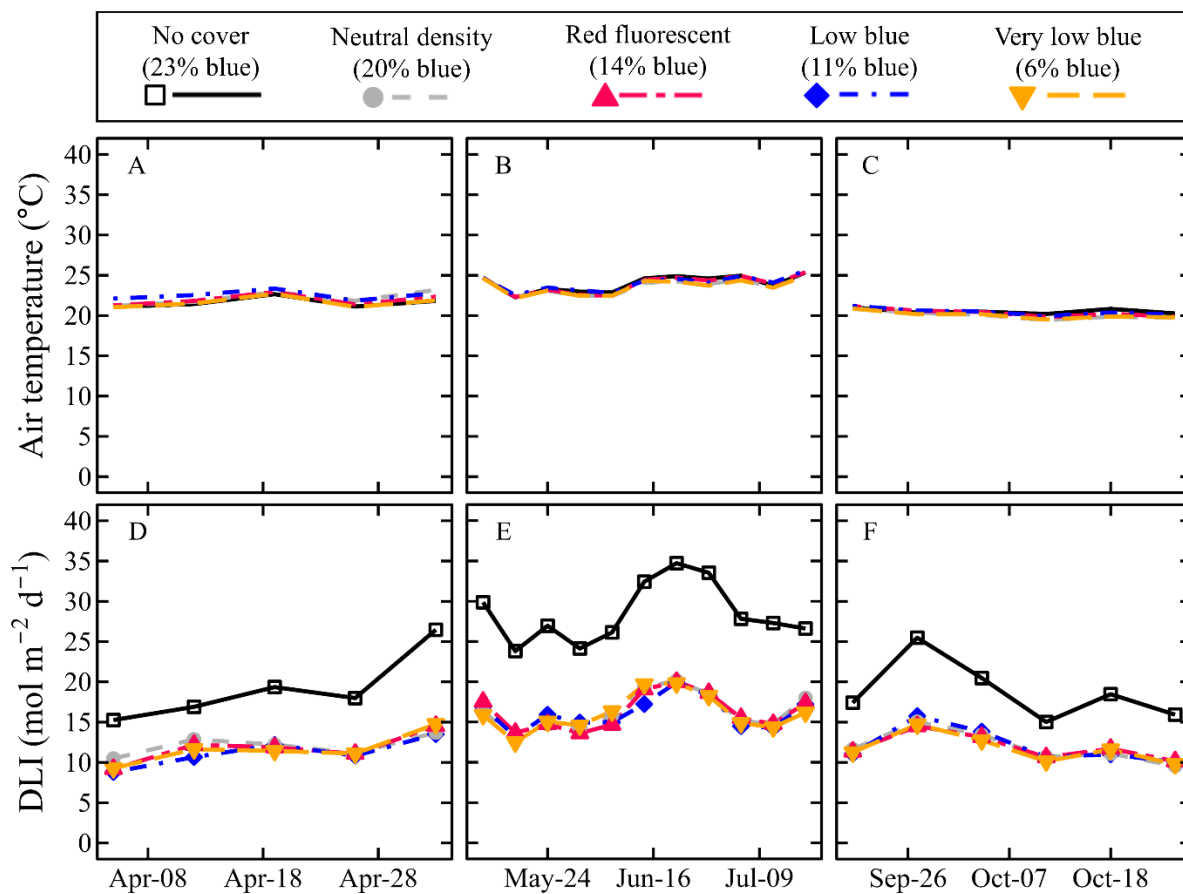 No cover Neutral density Red fluorescent Low blue Very low blue
(23% blue) (20% blue) (14% blue) (11% blue) (6% blue)
A B C
40
35
30
25
20
15
10
5
0
Air temperature (°C)
D E F
40
35
30
25
20
15
10
5
0
DLI (mol m⁻² d⁻¹)
Apr-08 Apr-18 Apr-28 May-24 Jun-16 Jul-09 Sep-26 Oct-07 Oct-18